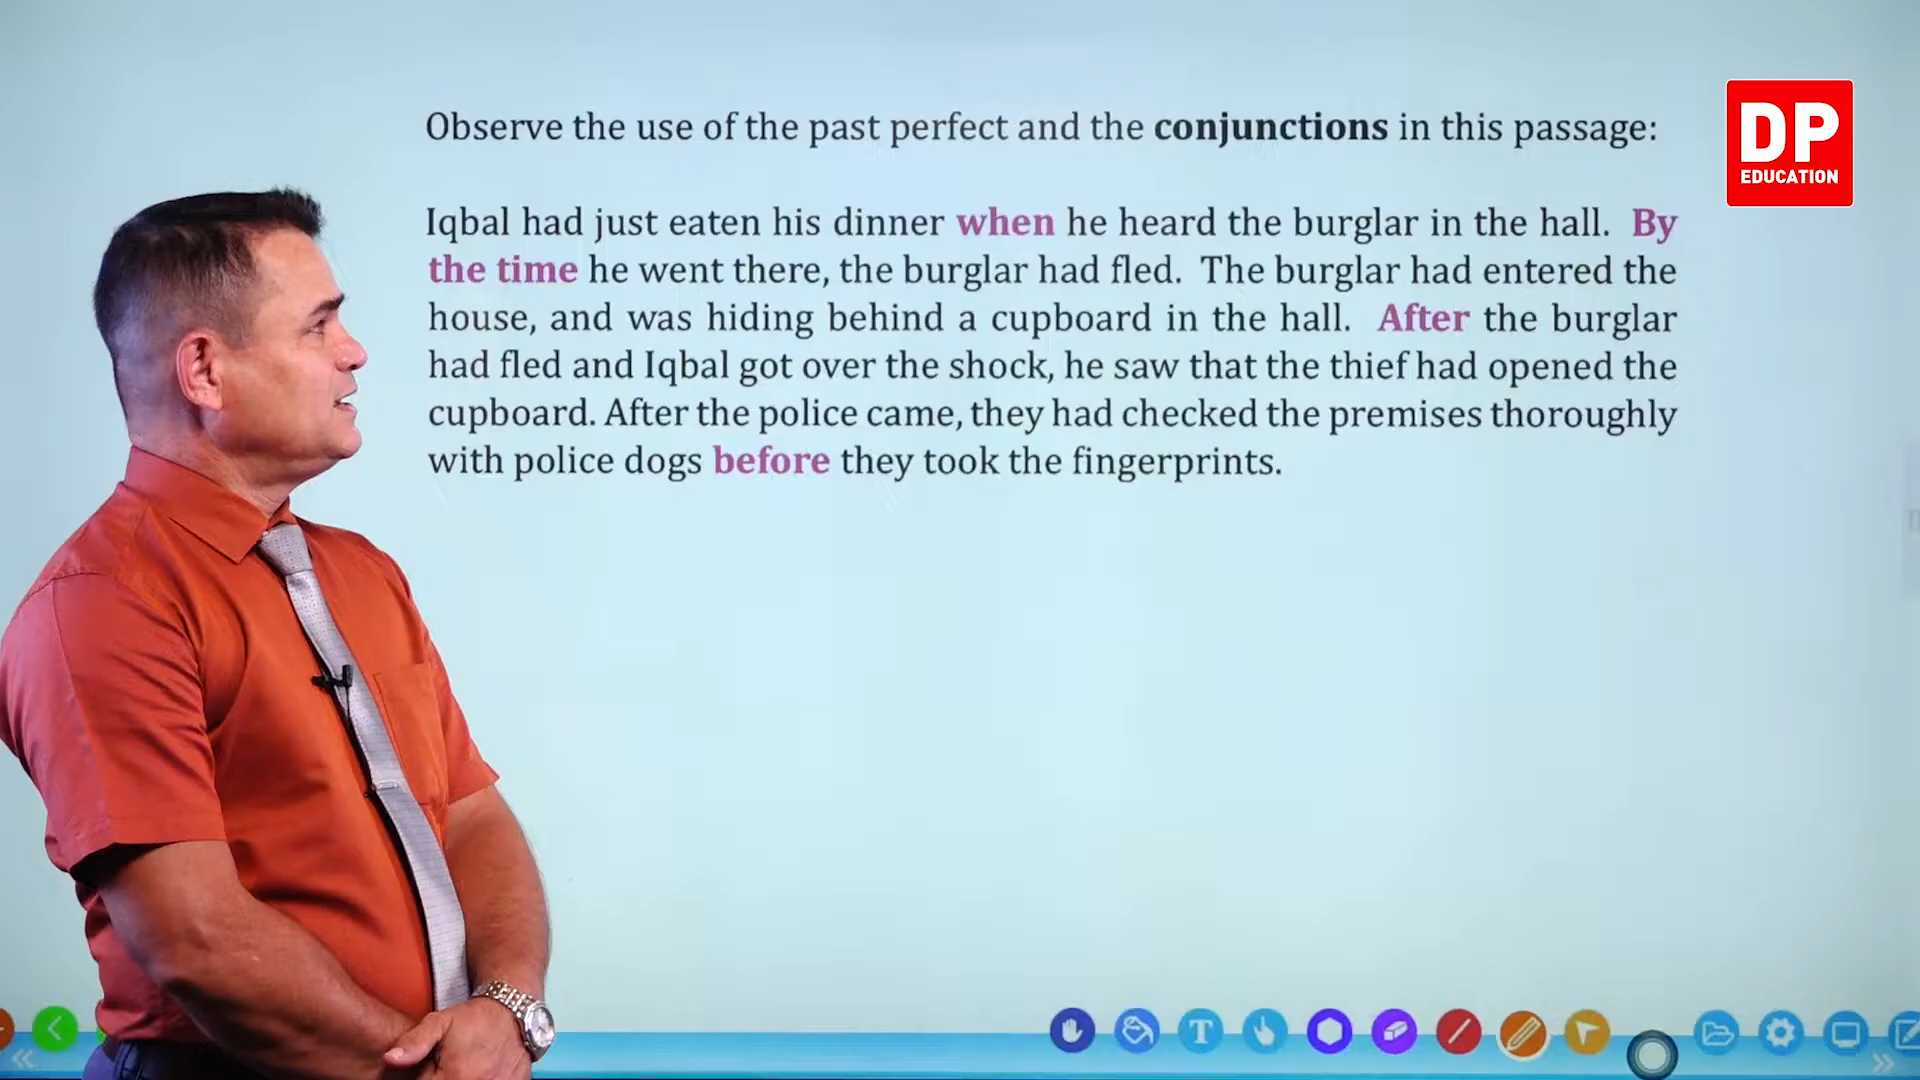 Observe the use of the past perfect and the conjunctions in this passage:
DP
EDUCATION
Iqbal had just eaten his dinner when he heard the burglar in the hall. By
the time he went there, the burglar had fled. The burglar had entered the
house, and was hiding behind a cupboard in the hall. After the burglar
had fled and Iqbal got over the shock, he saw that the thief had opened the
cupboard. After the police came, they had checked the premises thoroughly
with police dogs before they took the fingerprints.